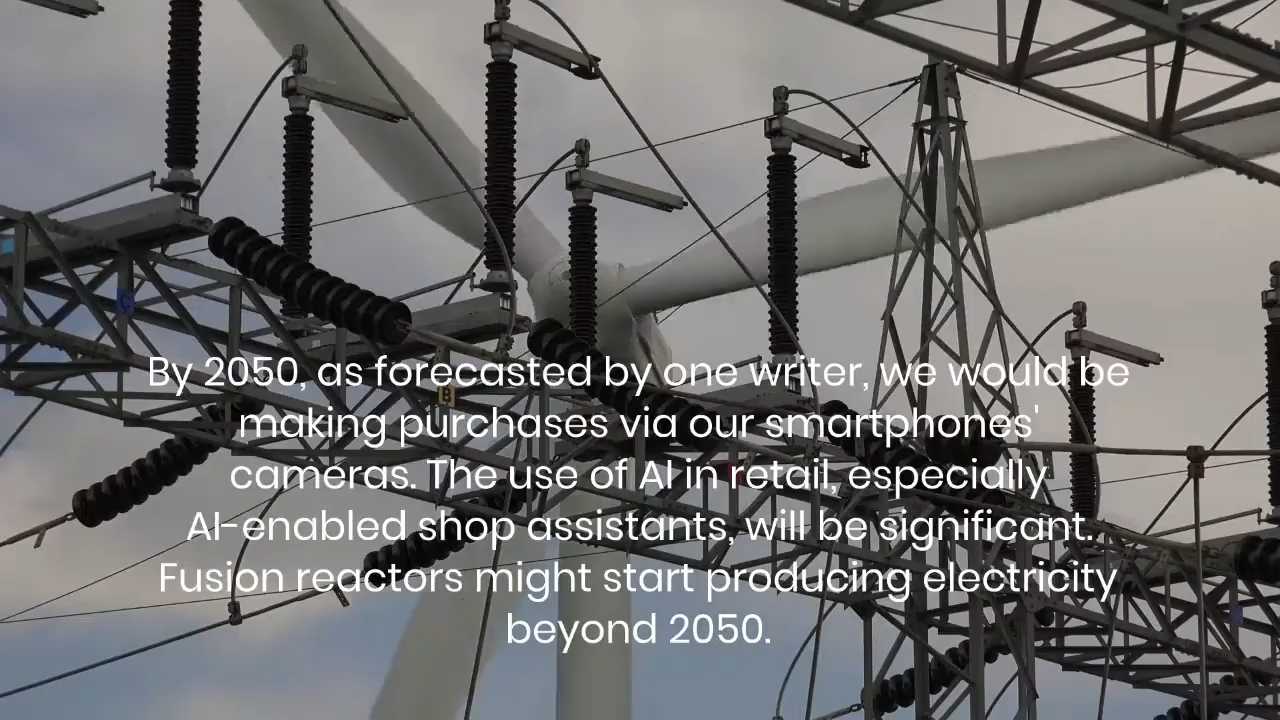 By 2050, as forecasted by one writer, we would be
making purchases via our smartphones'
cameras. The use of AI in retail, especially
AI-enabled shop assistants, will be significant.
Fusion reactors might start producing electricity
beyond 2050.
C
B